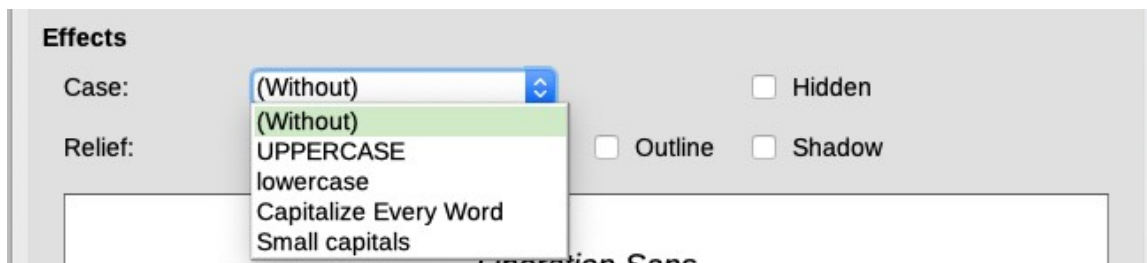 Effects
Case: (Without) Hidden
(Without)
Relief: UPPERCASE Outline Shadow
lowercase
Capitalize Every Word
Small capitals